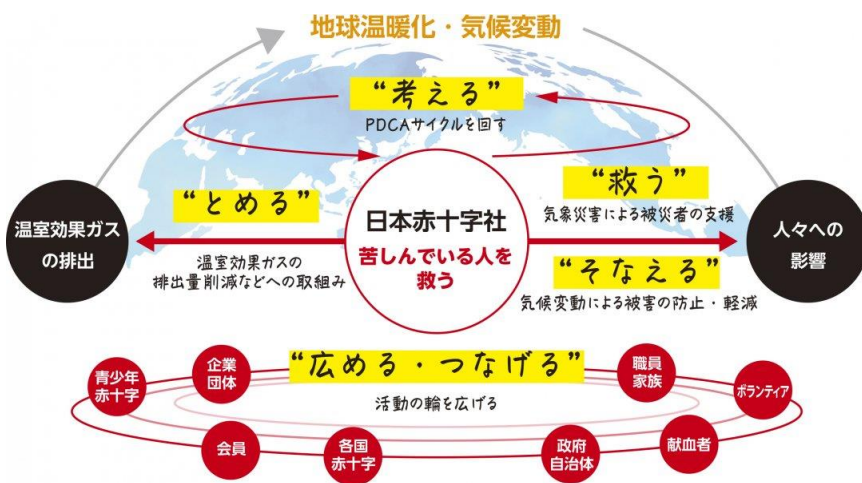 地球温暖化・気候変動
“考える”
PDCAサイクルを回す
“とめる”
“救う”
気象災害による被災者の支援
温室効果ガス
の排出
日本赤十字社
苦しんでいる人を
救う
人々への
影響
温室効果ガスの
排出量削減などへの取組み
“そなえる”
気候変動による被害の防止・軽減
“広める・つなげる”
活動の輪を広げる
青少年
赤十字
企業
団体
職員
家族
ボランティア
会員
各国
赤十字
政府
自治体
献血者